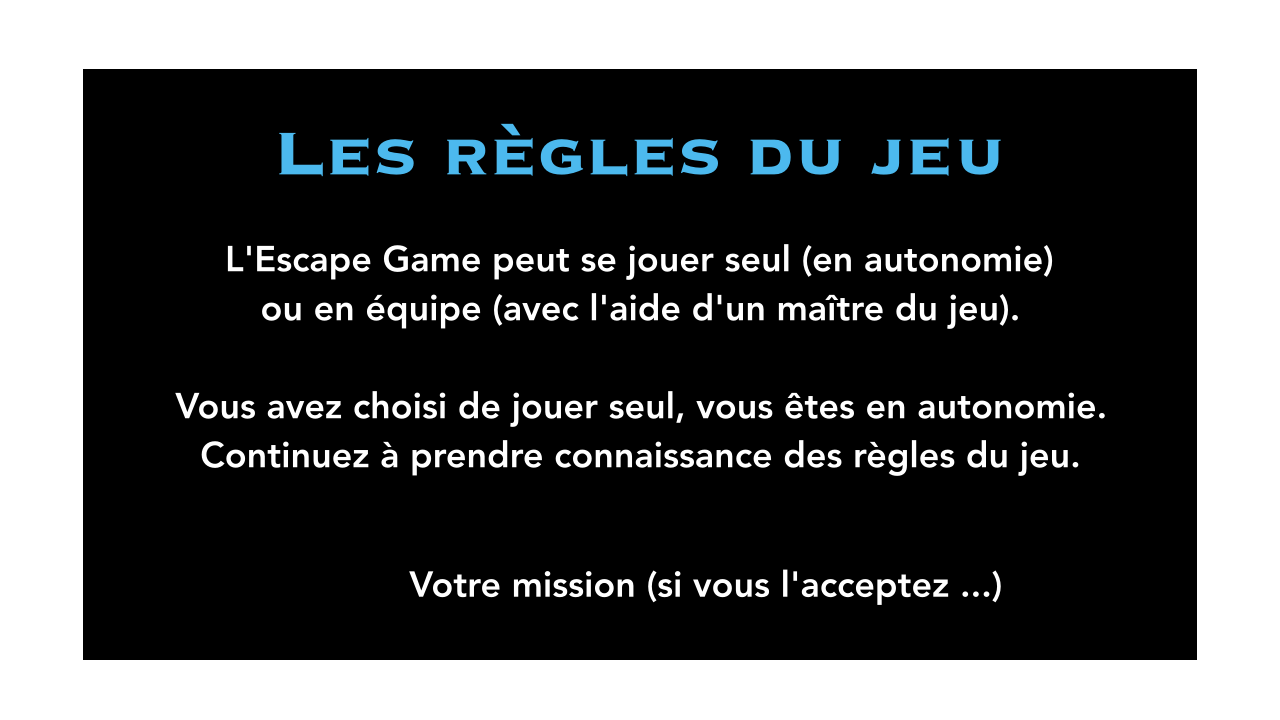 Les règles du jeu
L'Escape Game peut se jouer seul (en autonomie)
ou en équipe (avec l'aide d'un maître du jeu).
Vous avez choisi de jouer seul, vous êtes en autonomie.
Continuez à prendre connaissance des règles du jeu.
Votre mission (si vous l'acceptez ...)